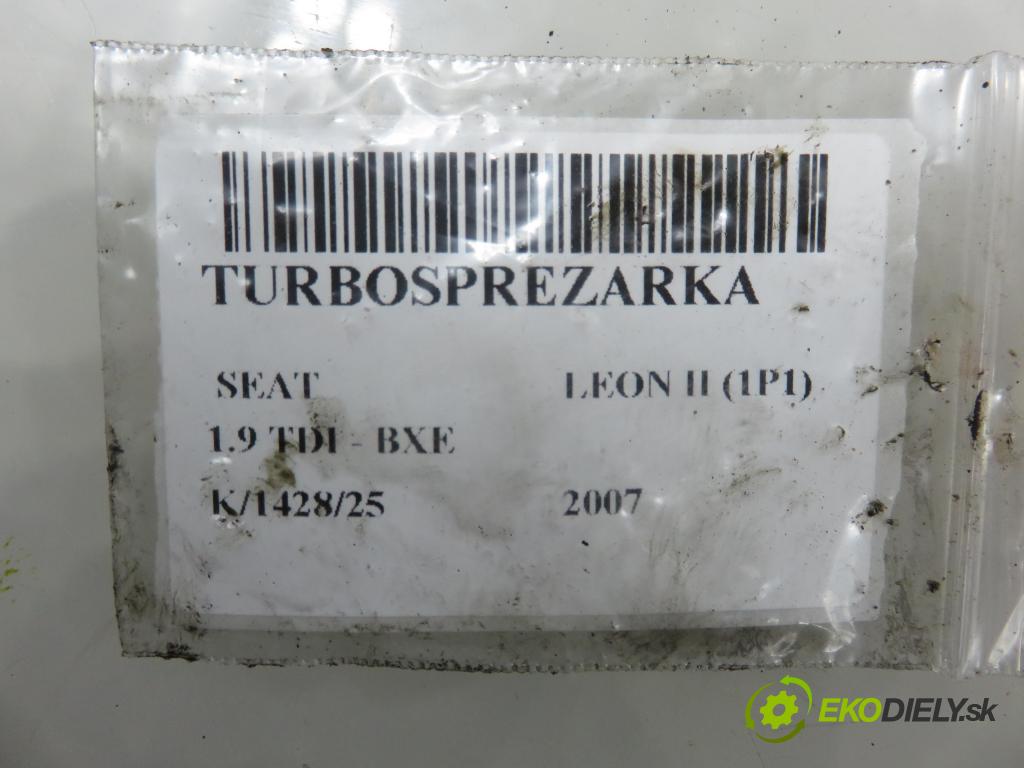 TURBOSPREZARKA
SEAT LEON II (1P1)
1.9 TDI - BXE
K/1428/25 2007
EKODIELY.sk